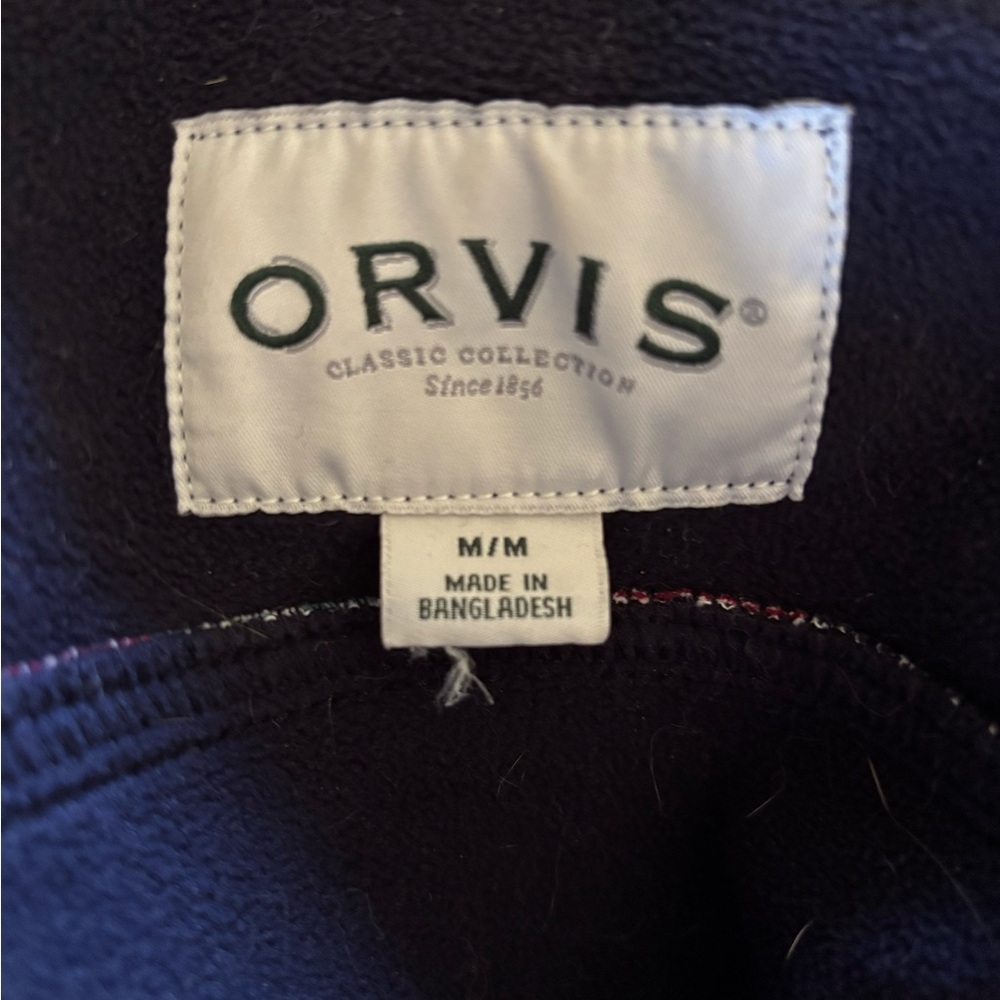 ORVIS®
CLASSIC COLLECTION
Since 1856
M/M
MADE IN
BANGLADESH